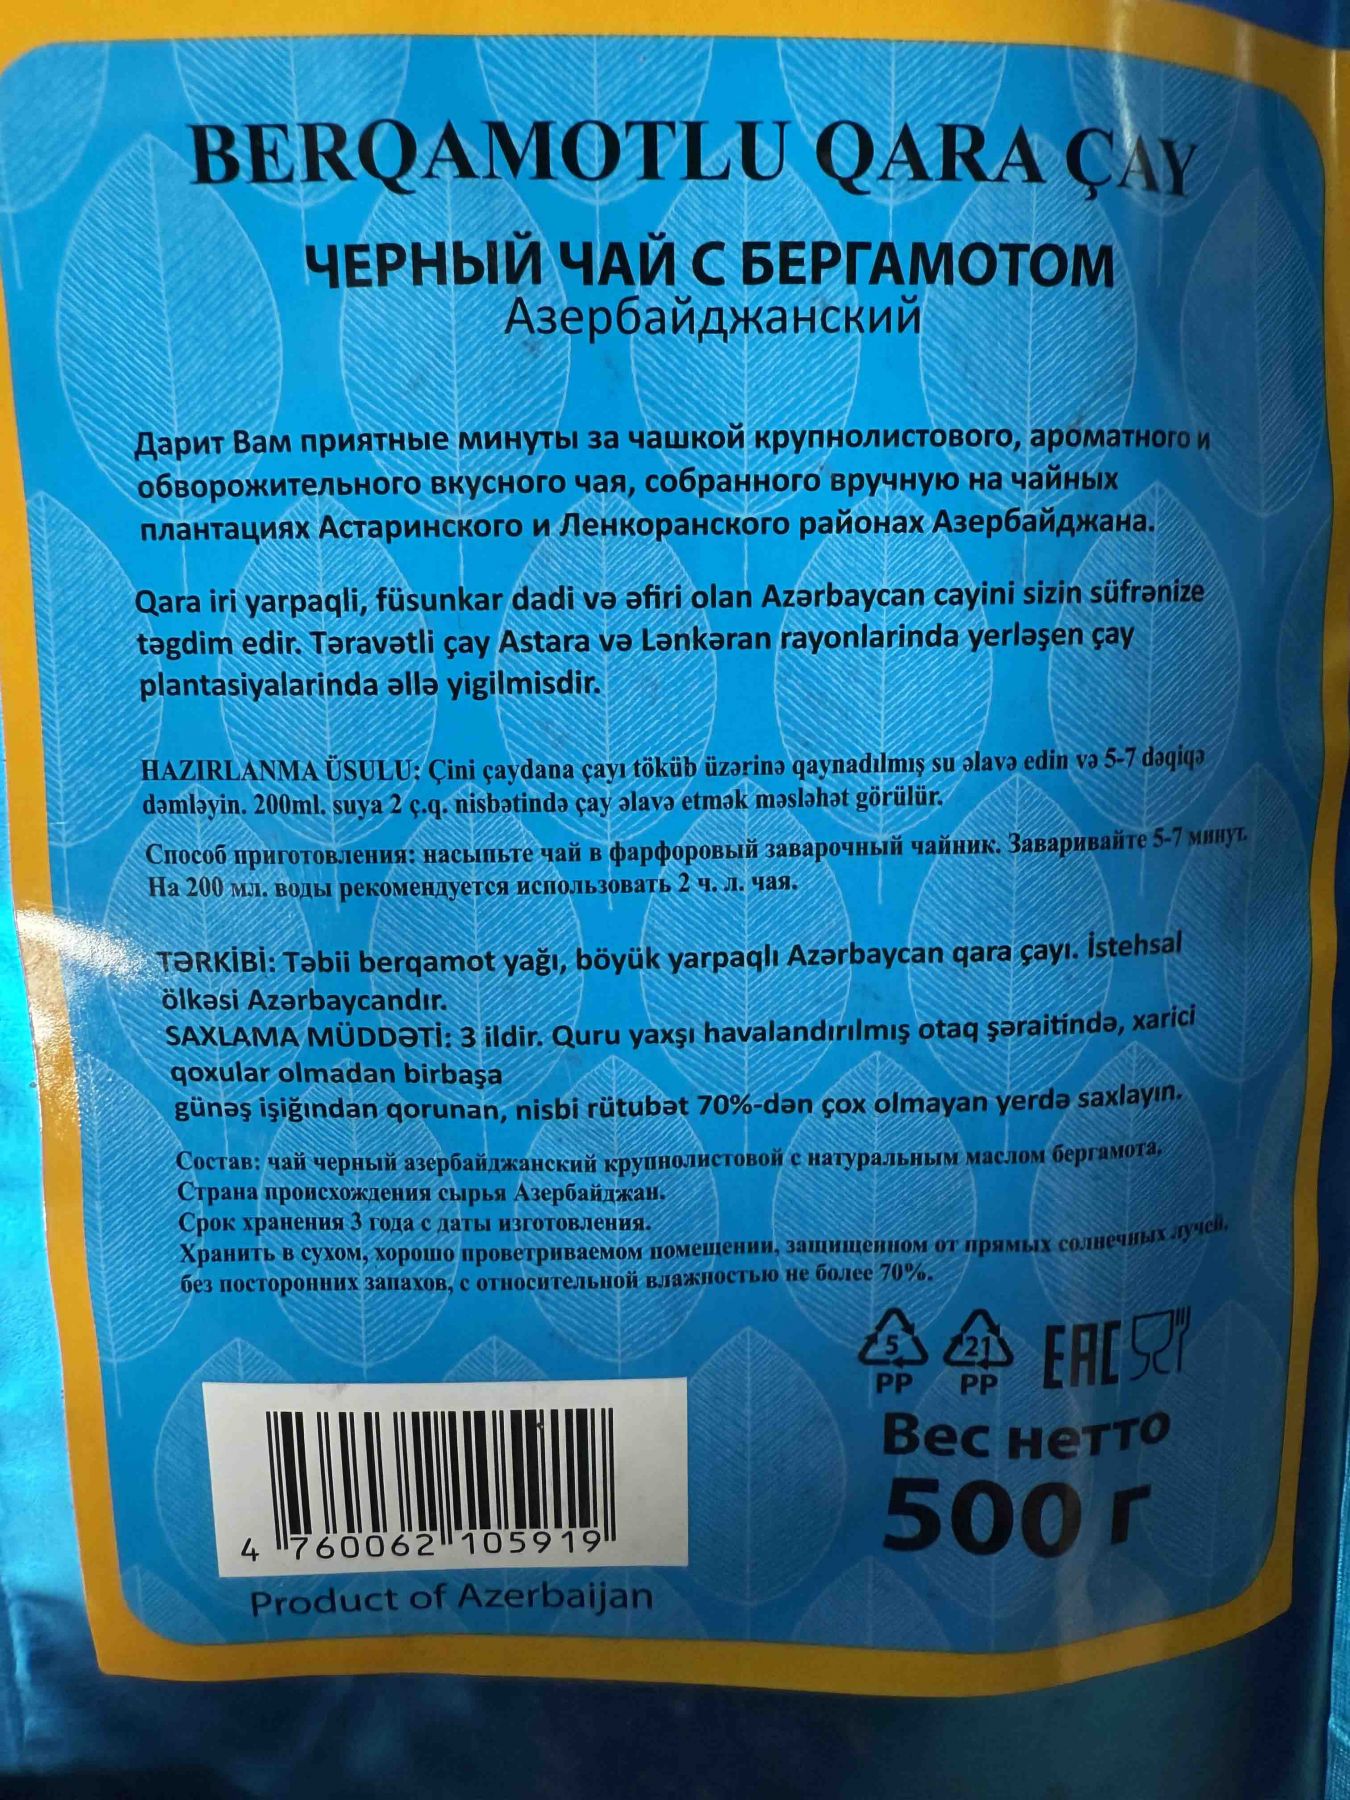 BERQAMOTLU QARA ÇAY
ЧЕРНЫЙ ЧАЙ С БЕРГАМОТОМ
Азербайджанский
Дарит Вам приятные минуты за чашкой крупнолистового, ароматного и
обворожительного вкусного чая, собранного вручную на чайных
плантациях Астаринского и Ленкоранского районах Азербайджана.
Qara iri yarpaqli, füsunkar dadi və əfiri olan Azərbaycan cayini sizin süfrənize
təgdim edir. Təravətli çay Astara və Lənkəran rayonlarinda yerləşen çay
plantasiyalarinda əllə yigilmisdir.
HAZIRLANMA ÜSULU: Çini çaydana çayı töküb üzərinə qaynadılmış su əlavə edin və 5-7 dəqiqə
dəmləyin. 200ml. suya 2 ç.q. nisbətində çay əlavə etmək məsləhət görülür.
Способ приготовления: насыпьте чай в фарфоровый заварочный чайник. Заваривайте 5-7 минут.
На 200 мл. воды рекомендуется использовать 2 ч. л. чая.
TƏRKİBİ: Təbii berqamot yağı, böyük yarpaqlı Azərbaycan qara çayı. İstehsal
ölkəsi Azərbaycandır.
SAXLAMA MÜDDƏTİ: 3 ildir. Quru yaxşı havalandırılmış otaq şəraitində, xarici
qoxular olmadan birbaşa
günəş işiğından qorunan, nisbi rütubət 70%-dən çox olmayan yerdə saxlayın.
Состав: чай черный азербайджанский крупнолистовой с натуральным маслом бергамота.
Страна происхождения сырья Азербайджан.
Срок хранения 3 года с даты изготовления.
Хранить в сухом, хорошо проветриваемом помещении, защищенном от прямых солнечных лучей,
без посторонних запахов, с относительной влажностью не более 70%.
5 21 EAC
PP PP
Вес нетто
500 г
4 760062 105919
Product of Azerbaijan